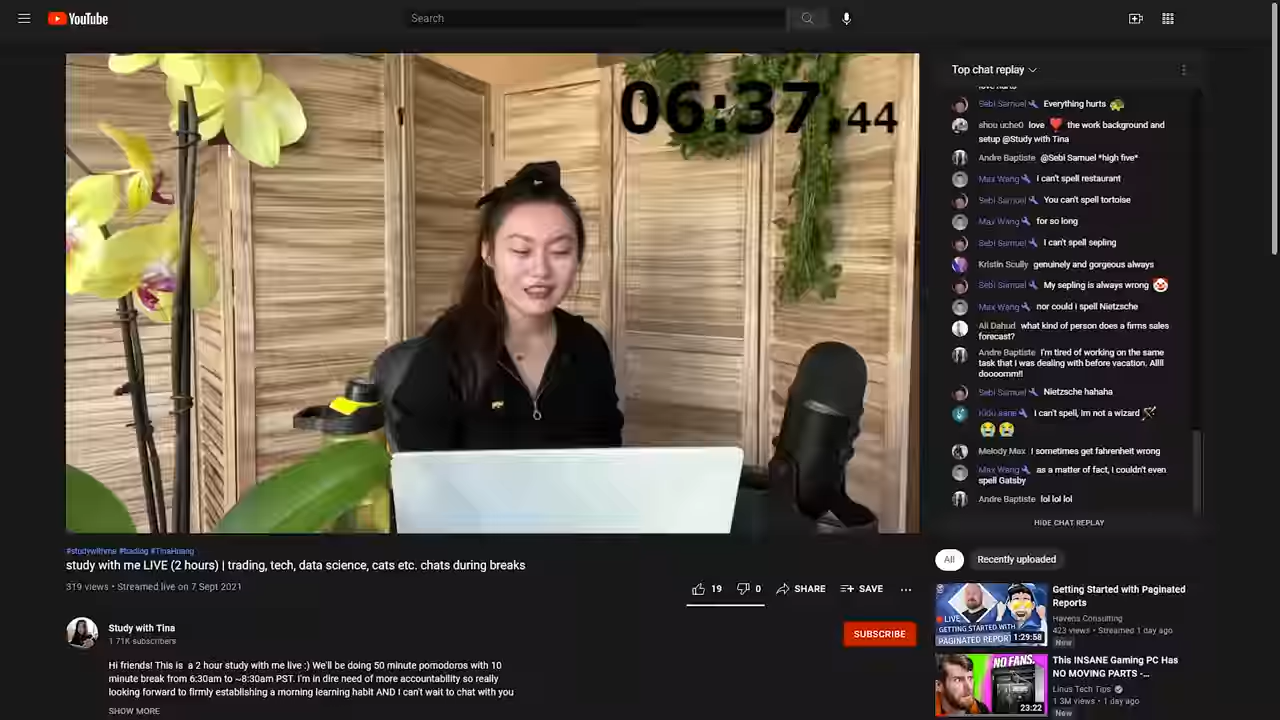 YouTube
Search
06:37.44
Top chat replay
Sebi Samuel Everything hurts
shou uche0 love the work background and
setup @Study with Tina
Andre Baptiste @Sebi Samuel *high five*
Max Wang I can't spell restaurant
Sebi Samuel You can't spell tortoise
Max Wang for so long
Sebi Samuel I can't spell sepling
Kristin Scully genuinely and gorgeous always
Sebi Samuel My sepling is always wrong
Max Wang nor could i spell Nietzsche
Ali Dahud what kind of person does a firms sales
forecast?
Andre Baptiste I'm tired of working on the same
task that I was dealing with before vacation. Allll
doooomm!!
Sebi Samuel Nietzsche hahaha
I can't spell, im not a wizard
Melody Max I sometimes get fahrenheit wrong
Max Wang as a matter of fact, I couldn't even
spell Gatsby
Andre Baptiste lol lol lol
HIDE CHAT REPLAY
#studywithme #trading #TinaHuang
study with me LIVE (2 hours) | trading, tech, data science, cats etc. chats during breaks
319 views • Streamed live on 7 Sept 2021
19
0
SHARE
SAVE
Study with Tina
1.71K subscribers
SUBSCRIBE
Hi friends! This is a 2 hour study with me live :) We'll be doing 50 minute pomodoros with 10
minute break from 6:30am to ~8:30am PST. I'm in dire need of more accountability so really
looking forward to firmly establishing a morning learning habit AND I can't wait to chat with you
SHOW MORE
All
Recently uploaded
LIVE
GETTING STARTED WITH
PAGINATED REPOR
1:29:58
Getting Started with Paginated
Reports
Havens Consulting
423 views • Streamed 1 day ago
New
NO FANS.
23:22
This INSANE Gaming PC Has
NO MOVING PARTS -...
Linus Tech Tips
1.3M views • 1 day ago
New